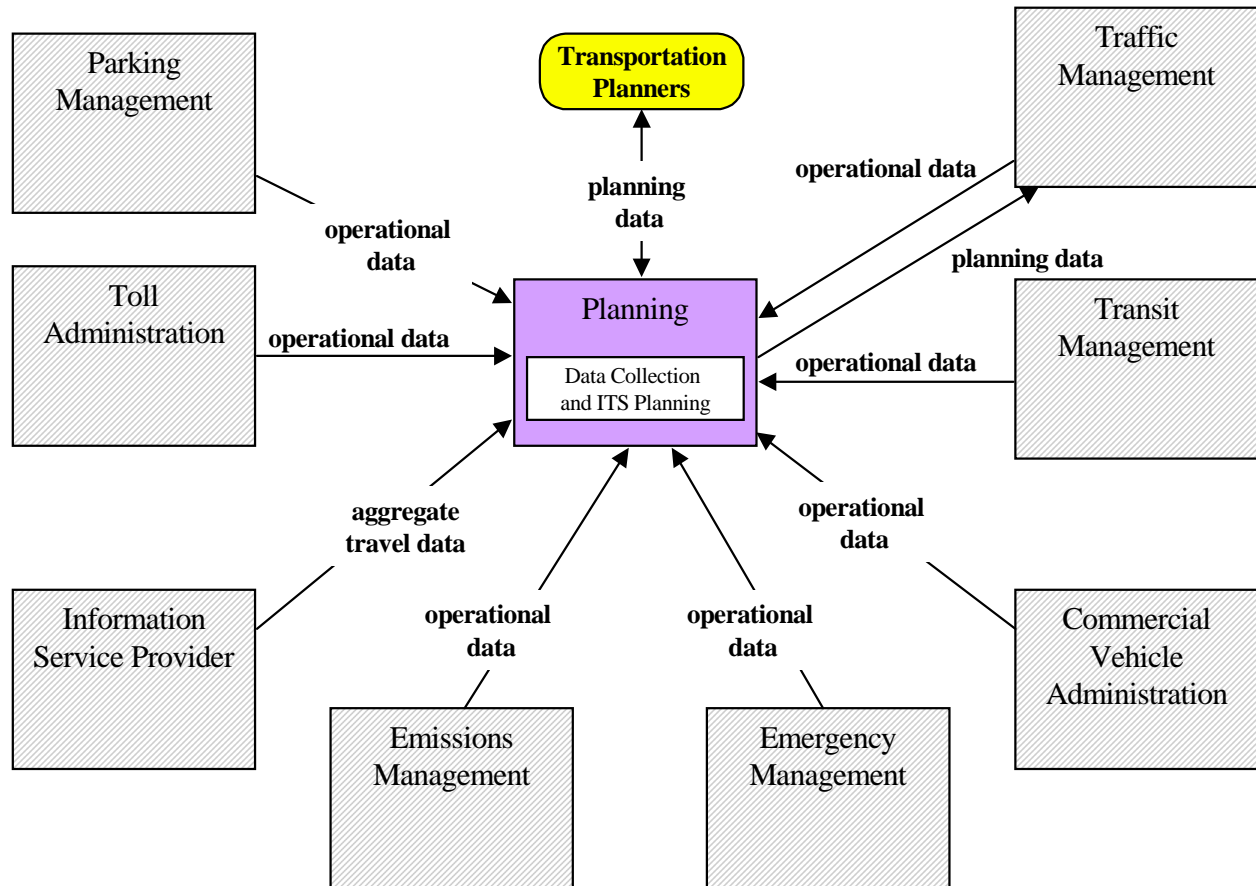 Parking
Management
Transportation
Planners
Traffic
Management
operational data
planning
data
operational
data
planning data
Toll
Administration
Planning
Transit
Management
operational data
operational data
Data Collection
and ITS Planning
aggregate
travel data
operational
data
Information
Service Provider
operational
data
operational
data
Commercial
Vehicle
Administration
Emissions
Management
Emergency
Management